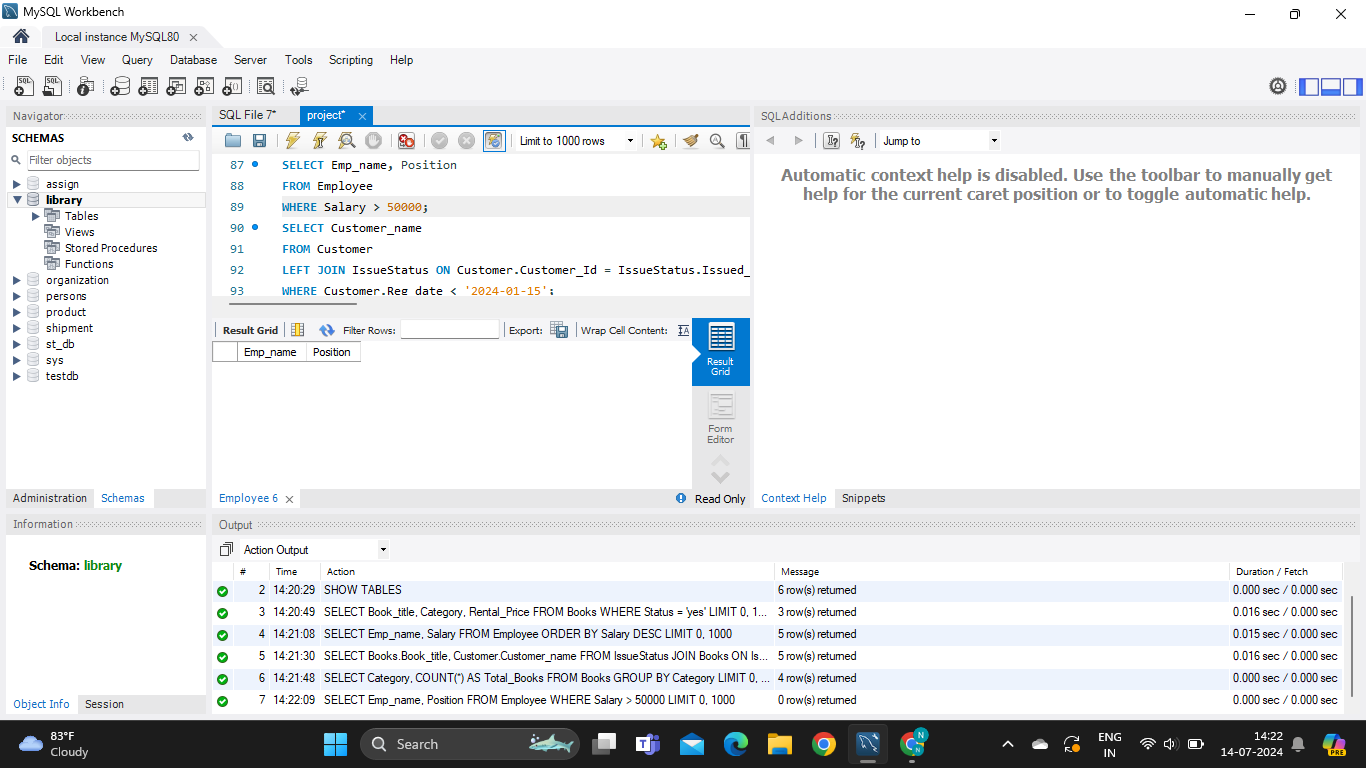 MySQL Workbench
Local instance MySQL80
File Edit View Query Database Server Tools Scripting Help
Navigator
SCHEMAS
Filter objects
assign
library
Tables
Views
Stored Procedures
Functions
organization
persons
product
shipment
st_db
sys
testdb
Administration Schemas
Information
Schema: library
Object Info Session
SQL File 7* project*
Limit to 1000 rows
87 SELECT Emp_name, Position
88 FROM Employee
89 WHERE Salary > 50000;
90 SELECT Customer_name
91 FROM Customer
92 LEFT JOIN IssueStatus ON Customer.Customer_Id = IssueStatus.Issued_
93 WHERE Customer.Reg_date < '2024-01-15';
Result Grid Filter Rows: Export: Wrap Cell Content:
Emp_name Position
Result
Grid
Form
Editor
Employee 6 Read Only
SQLAdditions
Jump to
Automatic context help is disabled. Use the toolbar to manually get
help for the current caret position or to toggle automatic help.
Context Help Snippets
Output
Action Output
# Time Action Message Duration / Fetch
2 14:20:29 SHOW TABLES 6 row(s) returned 0.000 sec / 0.000 sec
3 14:20:49 SELECT Book_title, Category, Rental_Price FROM Books WHERE Status = 'yes' LIMIT 0, 1... 3 row(s) returned 0.016 sec / 0.000 sec
4 14:21:08 SELECT Emp_name, Salary FROM Employee ORDER BY Salary DESC LIMIT 0, 1000 5 row(s) returned 0.015 sec / 0.000 sec
5 14:21:30 SELECT Books.Book_title, Customer.Customer_name FROM IssueStatus JOIN Books ON Is... 5 row(s) returned 0.016 sec / 0.000 sec
6 14:21:48 SELECT Category, COUNT(*) AS Total_Books FROM Books GROUP BY Category LIMIT 0, ... 4 row(s) returned 0.000 sec / 0.000 sec
7 14:22:09 SELECT Emp_name, Position FROM Employee WHERE Salary > 50000 LIMIT 0, 1000 0 row(s) returned 0.000 sec / 0.000 sec
83°F
Cloudy
Search
ENG
IN
14:22
14-07-2024